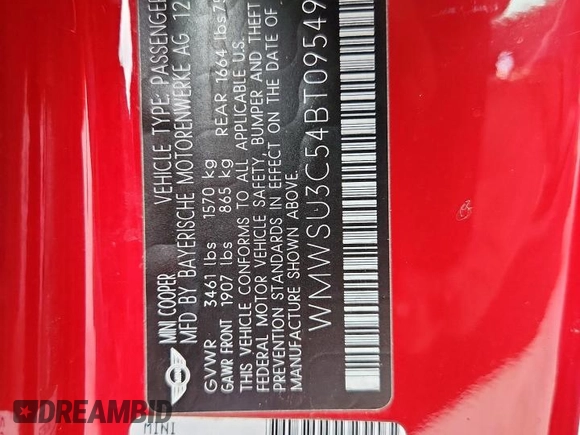 MINI COOPER
VEHICLE TYPE: PASSENGER
MFD BY BAYERISCHE MOTORENWERKE AG 12
GVWR 3461 lbs 1570 kg
GAWR FRONT 1907 lbs 865 kg REAR 1664 lbs
THIS VEHICLE CONFORMS TO ALL APPLICABLE U.S.
FEDERAL MOTOR VEHICLE SAFETY, BUMPER AND THEFT
PREVENTION STANDARDS IN EFFECT ON THE DATE OF
MANUFACTURE SHOWN ABOVE.
WMWSU3C54BT09549
MINI
DREAMBID